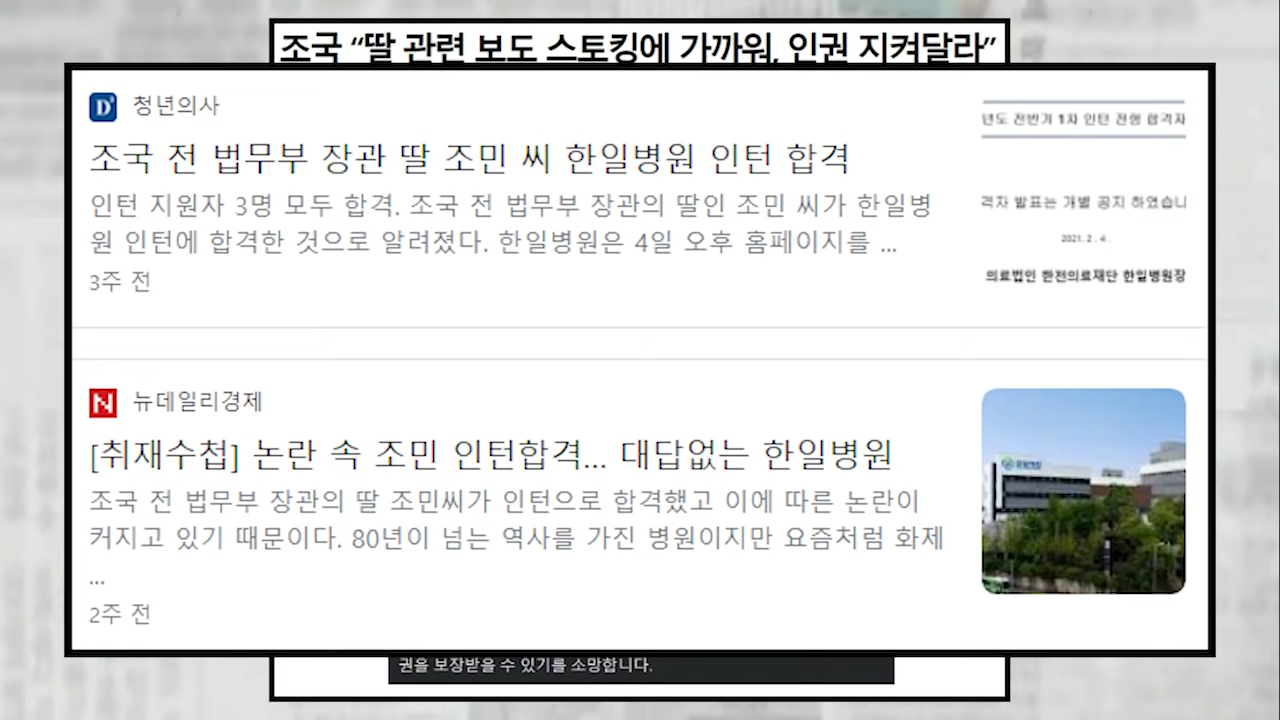 조국 “딸 관련 보도 스토킹에 가까워, 인권 지켜달라”
청년의사
조국 전 법무부 장관 딸 조민 씨 한일병원 인턴 합격
인턴 지원자 3명 모두 합격. 조국 전 법무부 장관의 딸인 조민 씨가 한일병
원 인턴에 합격한 것으로 알려졌다. 한일병원은 4일 오후 홈페이지를 ...
3주 전
년도 전반기 1차 인턴 전형 합격자
격자 발표는 개별 공지 하였습니
2021. 2. 4.
의료법인 한전의료재단 한일병원장
뉴데일리경제
[취재수첩] 논란 속 조민 인턴합격... 대답없는 한일병원
조국 전 법무부 장관의 딸 조민씨가 인턴으로 합격했고 이에 따른 논란이
커지고 있기 때문이다. 80년이 넘는 역사를 가진 병원이지만 요즘처럼 화제
...
2주 전
권을 보장받을 수 있기를 소망합니다.